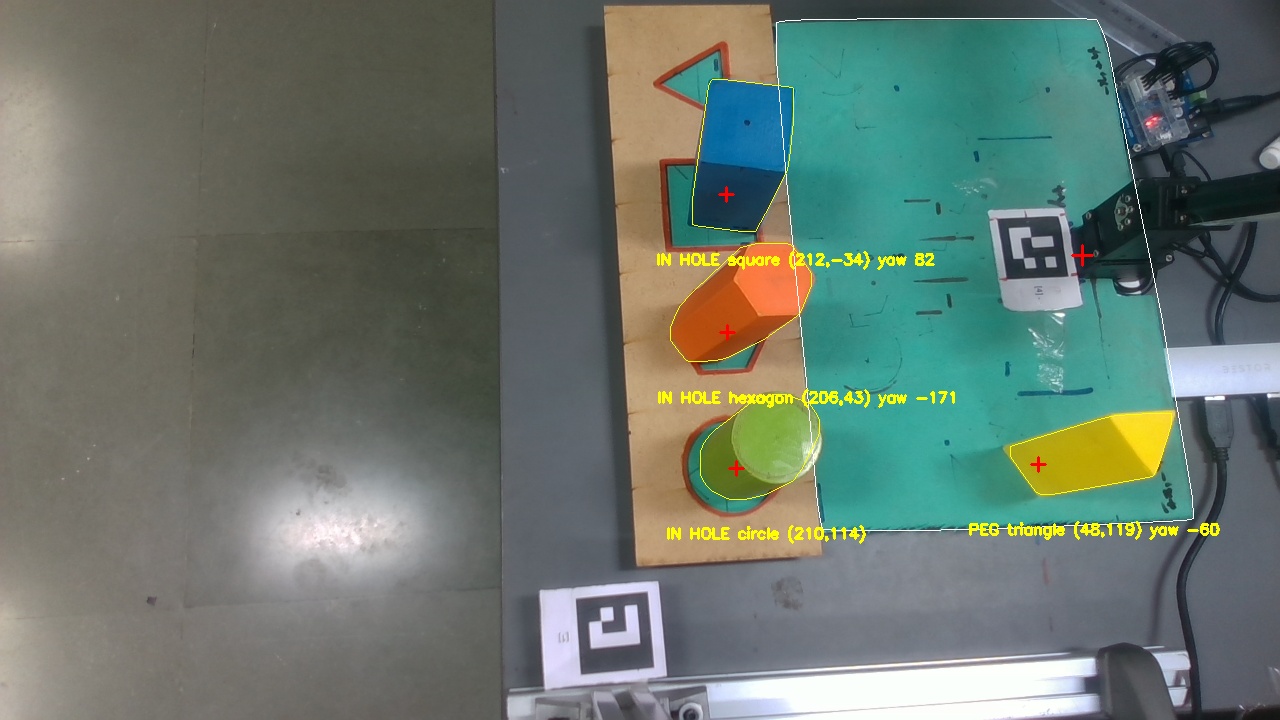 IN HOLE square (212,-34) yaw 82
IN HOLE hexagon (206,43) yaw -171
IN HOLE circle (210,114)
PEG triangle (48,119) yaw -60